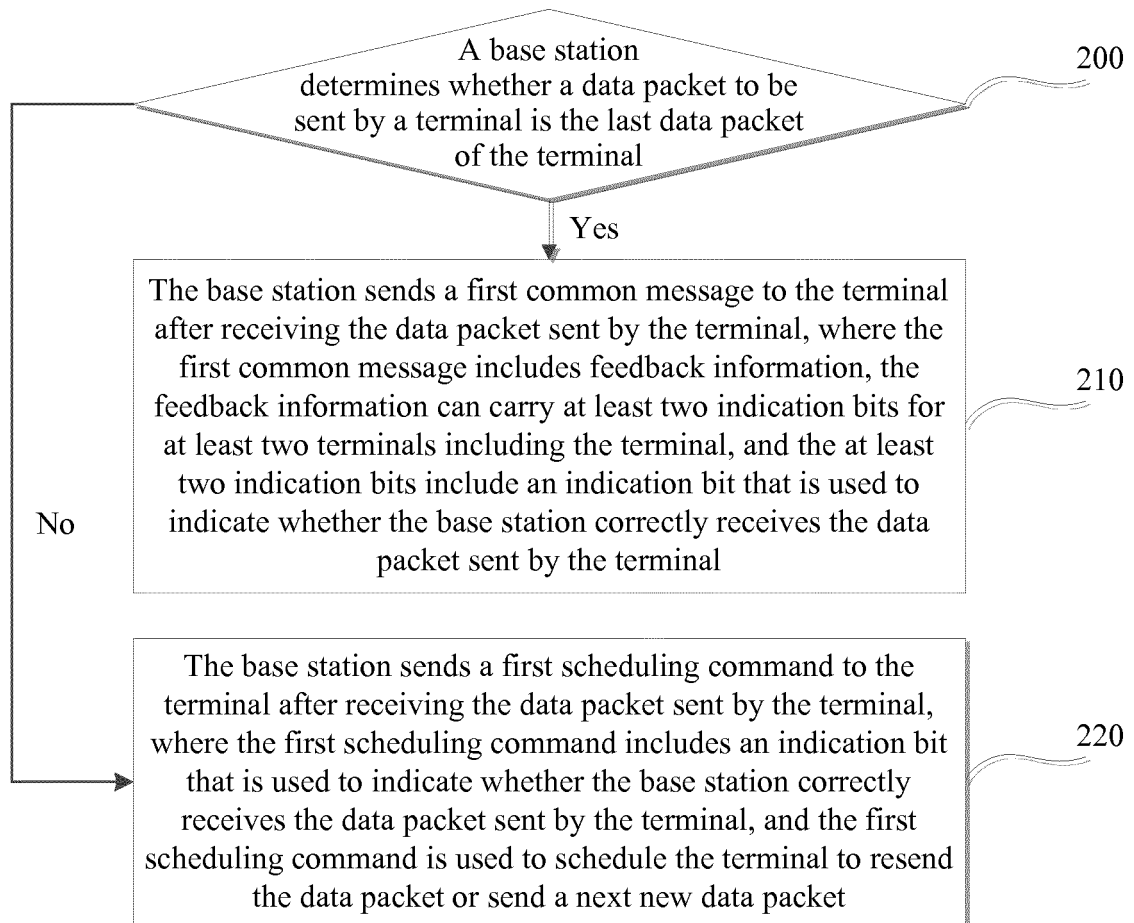 A base station
determines whether a data packet to be
sent by a terminal is the last data packet
of the terminal
200
Yes
The base station sends a first common message to the terminal
after receiving the data packet sent by the terminal, where the
first common message includes feedback information, the
feedback information can carry at least two indication bits for
at least two terminals including the terminal, and the at least
two indication bits include an indication bit that is used to
indicate whether the base station correctly receives the data
packet sent by the terminal
210
No
The base station sends a first scheduling command to the
terminal after receiving the data packet sent by the terminal,
where the first scheduling command includes an indication bit
that is used to indicate whether the base station correctly
receives the data packet sent by the terminal, and the first
scheduling command is used to schedule the terminal to resend
the data packet or send a next new data packet
220